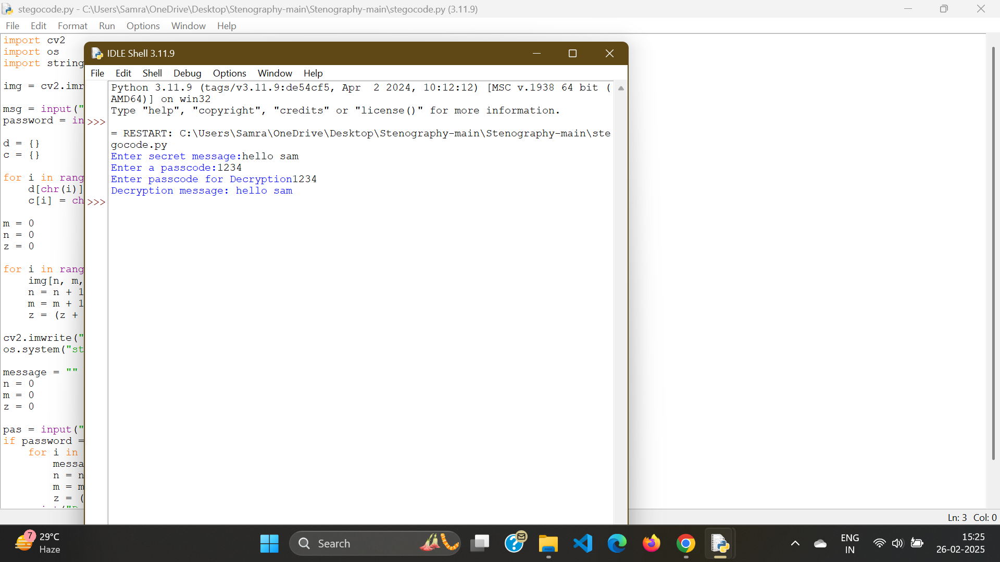 stegocode.py - C:\Users\Samra\OneDrive\Desktop\Stenography-main\Stenography-main\stegocode.py (3.11.9)
File Edit Format Run Options Window Help
import cv2
import os
import string
img = cv2.imr
msg = input("
password = in
d = {}
c = {}
for i in rang
d[chr(i)]
c[i] = ch
m = 0
n = 0
z = 0
for i in rang
img[n, m,
n = n + 1
m = m + 1
z = (z +
cv2.imwrite("
os.system("st
message = ""
n = 0
m = 0
z = 0
pas = input("
if password =
for i in
messa
n = n
m = m
z = (
IDLE Shell 3.11.9
File Edit Shell Debug Options Window Help
Python 3.11.9 (tags/v3.11.9:de54cf5, Apr  2 2024, 10:12:12) [MSC v.1938 64 bit (
AMD64)] on win32
Type "help", "copyright", "credits" or "license()" for more information.
>>>
= RESTART: C:\Users\Samra\OneDrive\Desktop\Stenography-main\Stenography-main\ste
gocode.py
Enter secret message:hello sam
Enter a passcode:1234
Enter passcode for Decryption1234
Decryption message: hello sam
>>>
Ln: 3 Col: 0
7
29°C
Haze
Search
ENG
IN
15:25
26-02-2025